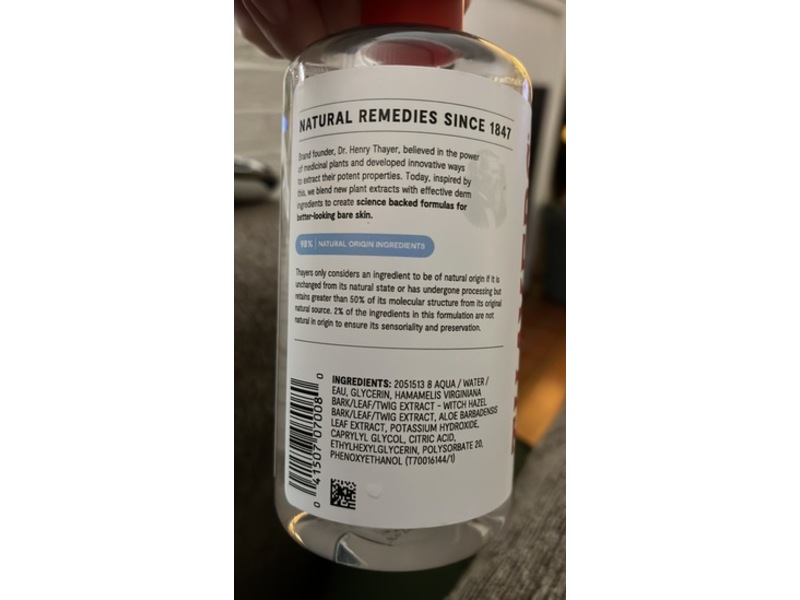 NATURAL REMEDIES SINCE 1847
Brand founder, Dr. Henry Thayer, believed in the power
of medicinal plants and developed innovative ways
to extract their potent properties. Today, inspired by
this, we blend new plant extracts with effective derm
ingredients to create science backed formulas for
better-looking bare skin.
98% | NATURAL ORIGIN INGREDIENTS
Thayers only considers an ingredient to be of natural origin if it is
unchanged from its natural state or has undergone processing but
retains greater than 50% of its molecular structure from its original
natural source. 2% of the ingredients in this formulation are not
natural in origin to ensure its sensoriality and preservation.
INGREDIENTS: 2051513 8 AQUA / WATER /
EAU, GLYCERIN, HAMAMELIS VIRGINIANA
BARK/LEAF/TWIG EXTRACT - WITCH HAZEL
BARK/LEAF/TWIG EXTRACT, ALOE BARBADENSIS
LEAF EXTRACT, POTASSIUM HYDROXIDE,
CAPRYLYL GLYCOL, CITRIC ACID,
ETHYLHEXYLGLYCERIN, POLYSORBATE 20,
PHENOXYETHANOL (T70016144/1)
0 41507 07008 0